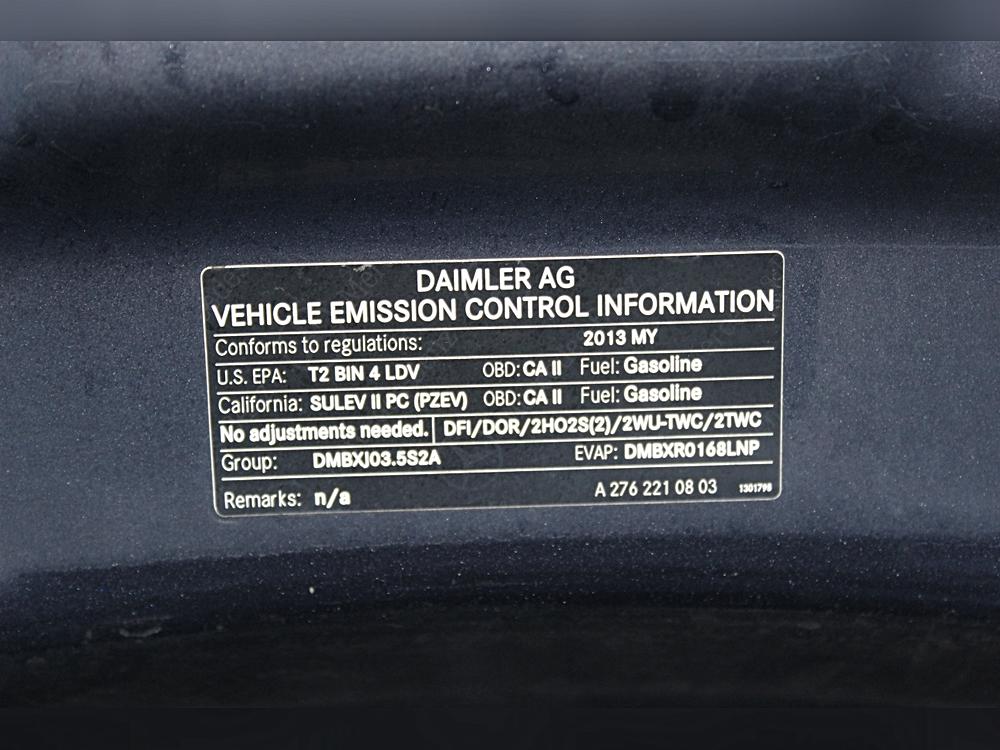 DAIMLER AG
VEHICLE EMISSION CONTROL INFORMATION
Conforms to regulations: 2013 MY
U.S. EPA: T2 BIN 4 LDV OBD: CA II Fuel: Gasoline
California: SULEV II PC (PZEV) OBD: CA II Fuel: Gasoline
No adjustments needed. DFI/DOR/2HO2S(2)/2WU-TWC/2TWC
Group: DMBXJ03.5S2A EVAP: DMBXR0168LNP
Remarks: n/a A 276 221 08 03 1301798